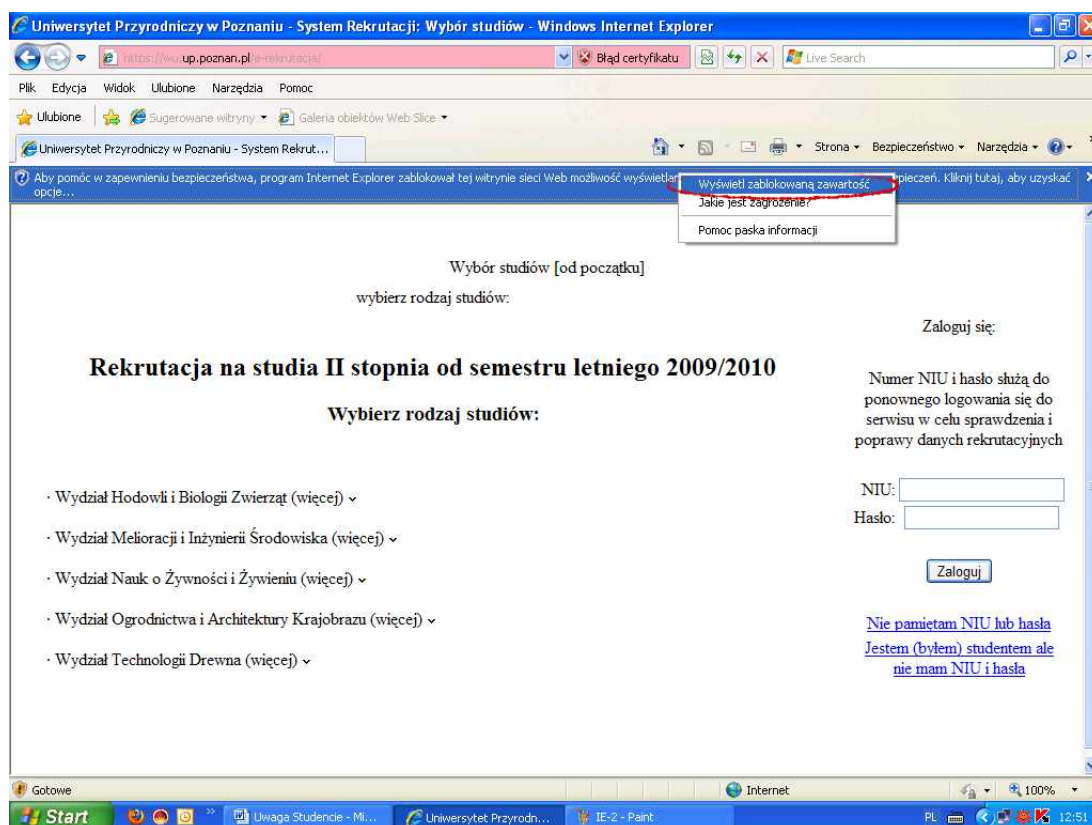 Uniwersytet Przyrodniczy w Poznaniu - System Rekrutacji: Wybór studiów - Windows Internet Explorer
https://wu.up.poznan.pl/e-rekrutacja/
Błąd certyfikatu
Live Search
Plik Edycja Widok Ulubione Narzędzia Pomoc
Ulubione Sugerowane witryny Galeria obiektów Web Slice
Uniwersytet Przyrodniczy w Poznaniu - System Rekrut...
Strona Bezpieczeństwo Narzędzia
Aby pomóc w zapewnieniu bezpieczeństwa, program Internet Explorer zablokował tej witrynie sieci Web możliwość wyświetlan
pieczeń. Kliknij tutaj, aby uzyskać
opcje...
Wyświetl zablokowaną zawartość
Jakie jest zagrożenie?
Pomoc paska informacji
Wybór studiów [od początku]
wybierz rodzaj studiów:
Rekrutacja na studia II stopnia od semestru letniego 2009/2010
Wybierz rodzaj studiów:
· Wydział Hodowli i Biologii Zwierząt (więcej)
· Wydział Melioracji i Inżynierii Środowiska (więcej)
· Wydział Nauk o Żywności i Żywieniu (więcej)
· Wydział Ogrodnictwa i Architektury Krajobrazu (więcej)
· Wydział Technologii Drewna (więcej)
Zaloguj się:
Numer NIU i hasło służą do
ponownego logowania się do
serwisu w celu sprawdzenia i
poprawy danych rekrutacyjnych
NIU:
Hasło:
Zaloguj
Nie pamiętam NIU lub hasła
Jestem (byłem) studentem ale
nie mam NIU i hasła
Gotowe
Internet
100%
Start
Uwaga Studencie - Mi...
Uniwersytet Przyrodn...
IE-2 - Paint
PL
12:51